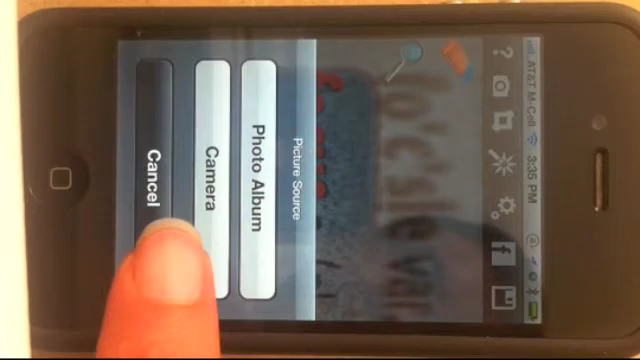 AT&T M-Cell 3:35 PM
?
f
Picture Source
Photo Album
Camera
Cancel